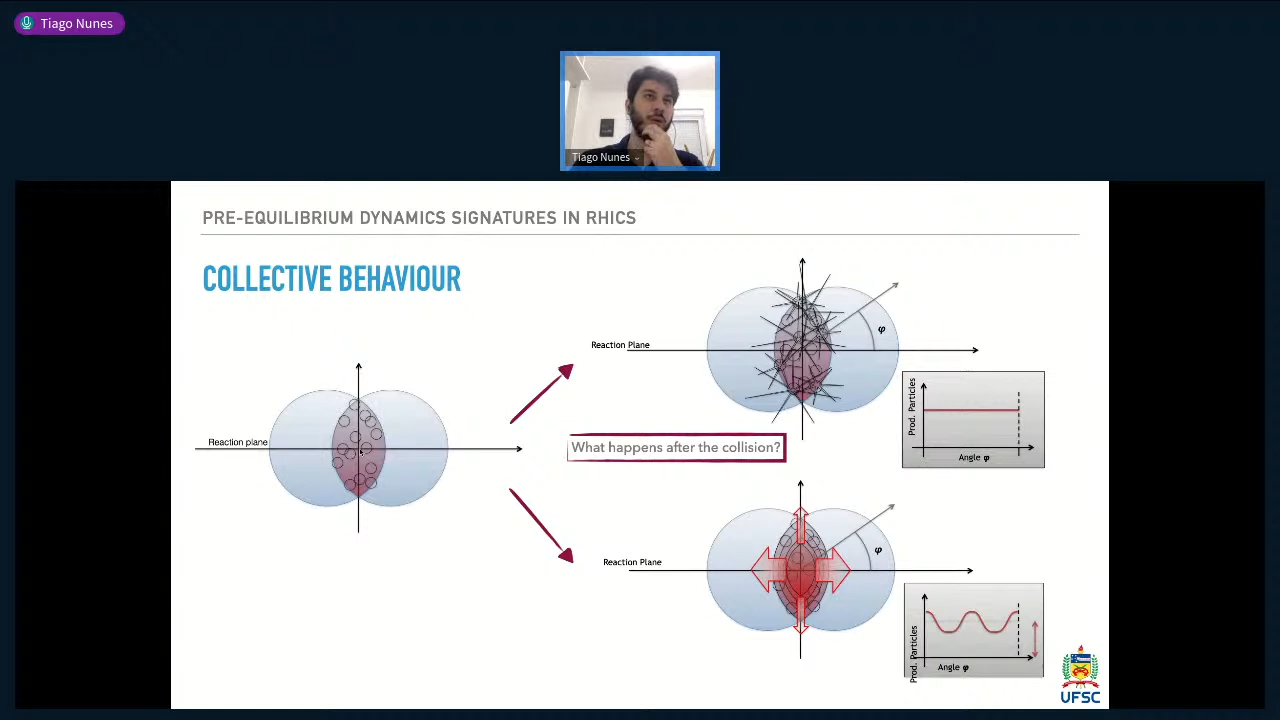 Tiago Nunes
Tiago Nunes
PRE-EQUILIBRIUM DYNAMICS SIGNATURES IN RHICS
COLLECTIVE BEHAVIOUR
Reaction plane
Reaction Plane
φ
Prod. Particles
Angle φ
What happens after the collision?
Reaction Plane
φ
Prod. Particles
Angle φ
UFSC